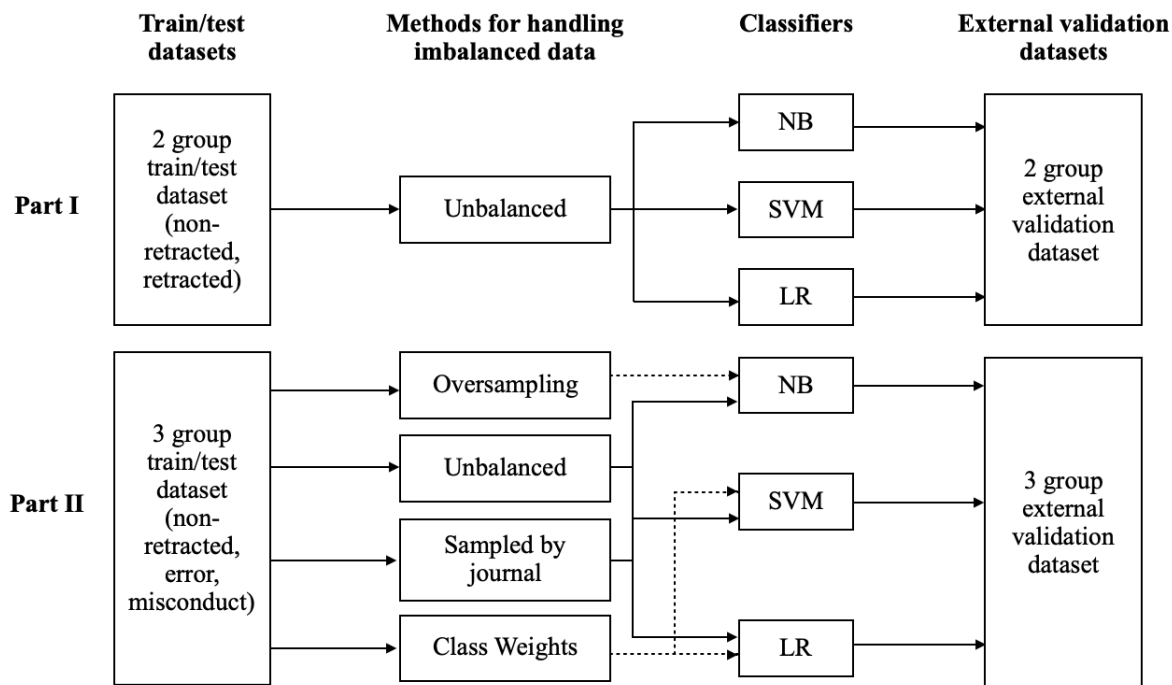 Train/test
datasets
Methods for handling
imbalanced data
Classifiers
External validation
datasets
Part I
2 group
train/test
dataset
(non-
retracted,
retracted)
Unbalanced
NB
SVM
LR
2 group
external
validation
dataset
Part II
3 group
train/test
dataset
(non-
retracted,
error,
misconduct)
Oversampling
Unbalanced
Sampled by
journal
Class Weights
NB
SVM
LR
3 group
external
validation
dataset